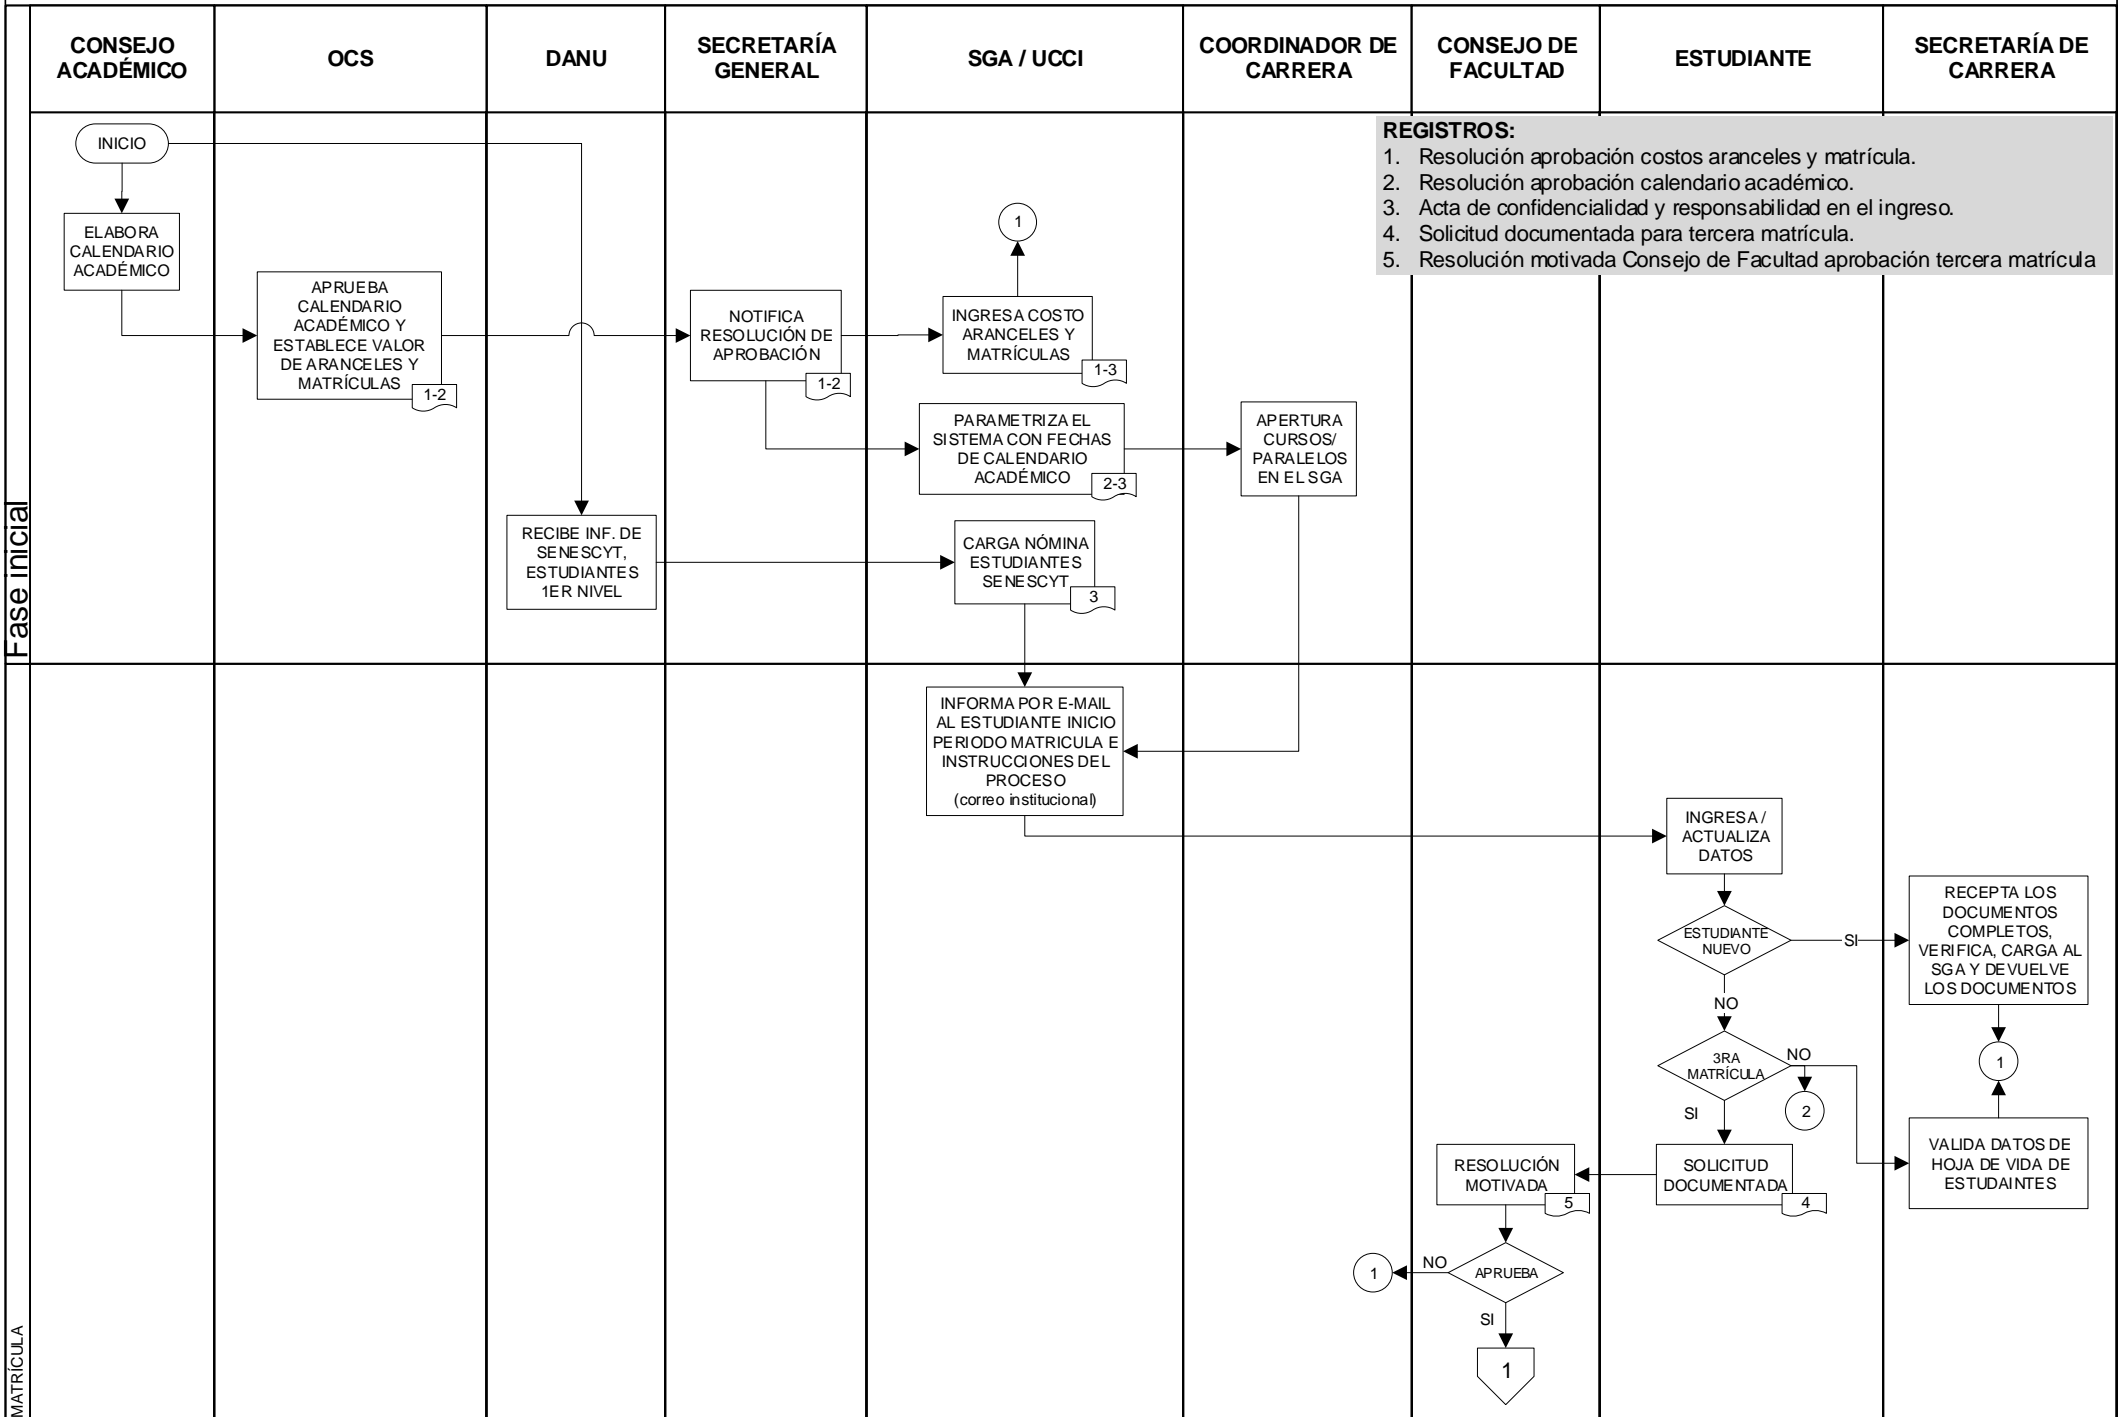 CONSEJO
ACADÉMICO
OCS
DANU
SECRETARÍA
GENERAL
SGA / UCCI
COORDINADOR DE
CARRERA
CONSEJO DE
FACULTAD
ESTUDIANTE
SECRETARÍA DE
CARRERA
Fase inicial
INICIO
REGISTROS:
1. Resolución aprobación costos aranceles y matrícula.
2. Resolución aprobación calendario académico.
3. Acta de confidencialidad y responsabilidad en el ingreso.
4. Solicitud documentada para tercera matrícula.
5. Resolución motivada Consejo de Facultad aprobación tercera matrícula
ELABORA
CALENDARIO
ACADÉMICO
APRUEBA
CALENDARIO
ACADÉMICO Y
ESTABLECE VALOR
DE ARANCELES Y
MATRÍCULAS
1-2
NOTIFICA
RESOLUCIÓN DE
APROBACIÓN
1-2
1
INGRESA COSTO
ARANCELES Y
MATRÍCULAS
1-3
PARAMETRIZA EL
SISTEMA CON FECHAS
DE CALENDARIO
ACADÉMICO
2-3
APERTURA
CURSOS/
PARALELOS
EN EL SGA
RECIBE INF. DE
SENESCYT,
ESTUDIANTES
1ER NIVEL
CARGA NÓMINA
ESTUDIANTES
SENESCYT
3
MATRÍCULA
INFORMA POR E-MAIL
AL ESTUDIANTE INICIO
PERIODO MATRICULA E
INSTRUCCIONES DEL
PROCESO
(correo institucional)
INGRESA /
ACTUALIZA
DATOS
ESTUDIANTE
NUEVO
SI
RECEPTA LOS
DOCUMENTOS
COMPLETOS,
VERIFICA, CARGA AL
SGA Y DEVUELVE
LOS DOCUMENTOS
NO
3RA
MATRÍCULA
NO
2
1
SI
SOLICITUD
DOCUMENTADA
4
VALIDA DATOS DE
HOJA DE VIDA DE
ESTUDAINTES
RESOLUCIÓN
MOTIVADA
5
APRUEBA
NO
1
SI
1